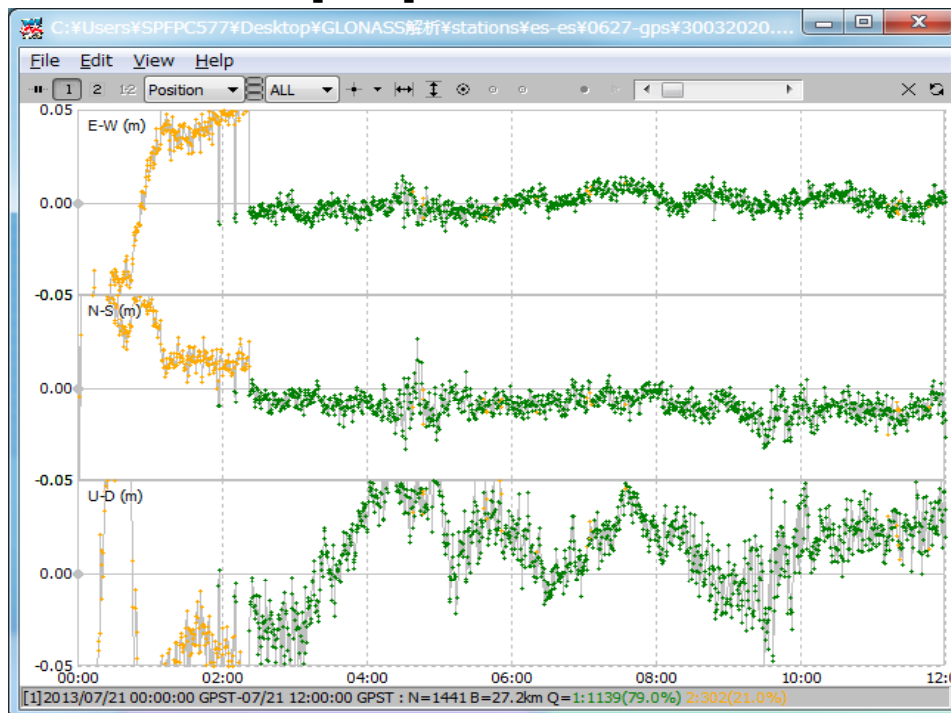 C:¥Users¥SPFPC577¥Desktop¥GLONASS解析¥stations¥es-es¥0627-gps¥30032020....
File Edit View Help
1 2 1-2 Position ALL
0.05
E-W (m)
0.00
-0.05
N-S (m)
0.00
-0.05
U-D (m)
0.00
-0.05
00:00 02:00 04:00 06:00 08:00 10:00 12:0
[1]2013/07/21 00:00:00 GPST-07/21 12:00:00 GPST : N=1441 B=27.2km Q=1:1139(79.0%) 2:302(21.0%)